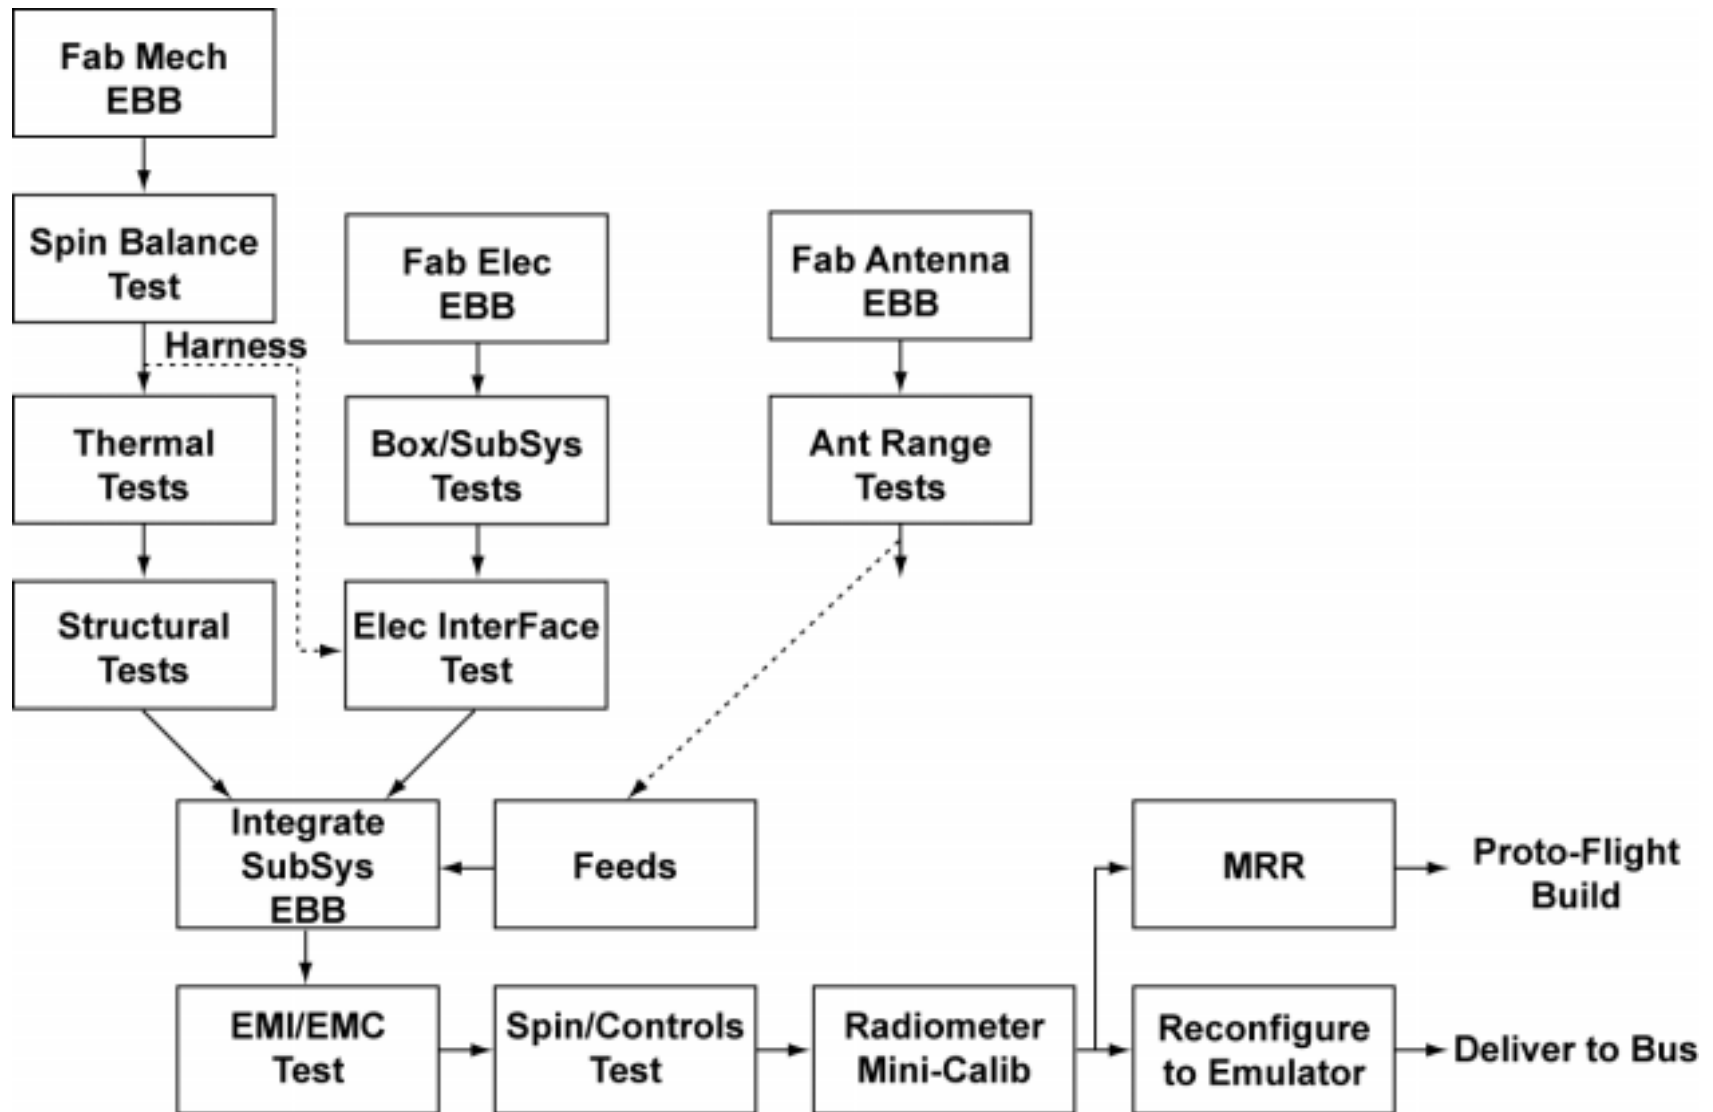 Fab Mech
EBB
Spin Balance
Test
Fab Elec
EBB
Fab Antenna
EBB
Harness
Thermal
Tests
Box/SubSys
Tests
Ant Range
Tests
Structural
Tests
Elec InterFace
Test
Integrate
SubSys
EBB
Feeds
MRR
Proto-Flight
Build
EMI/EMC
Test
Spin/Controls
Test
Radiometer
Mini-Calib
Reconfigure
to Emulator
Deliver to Bus